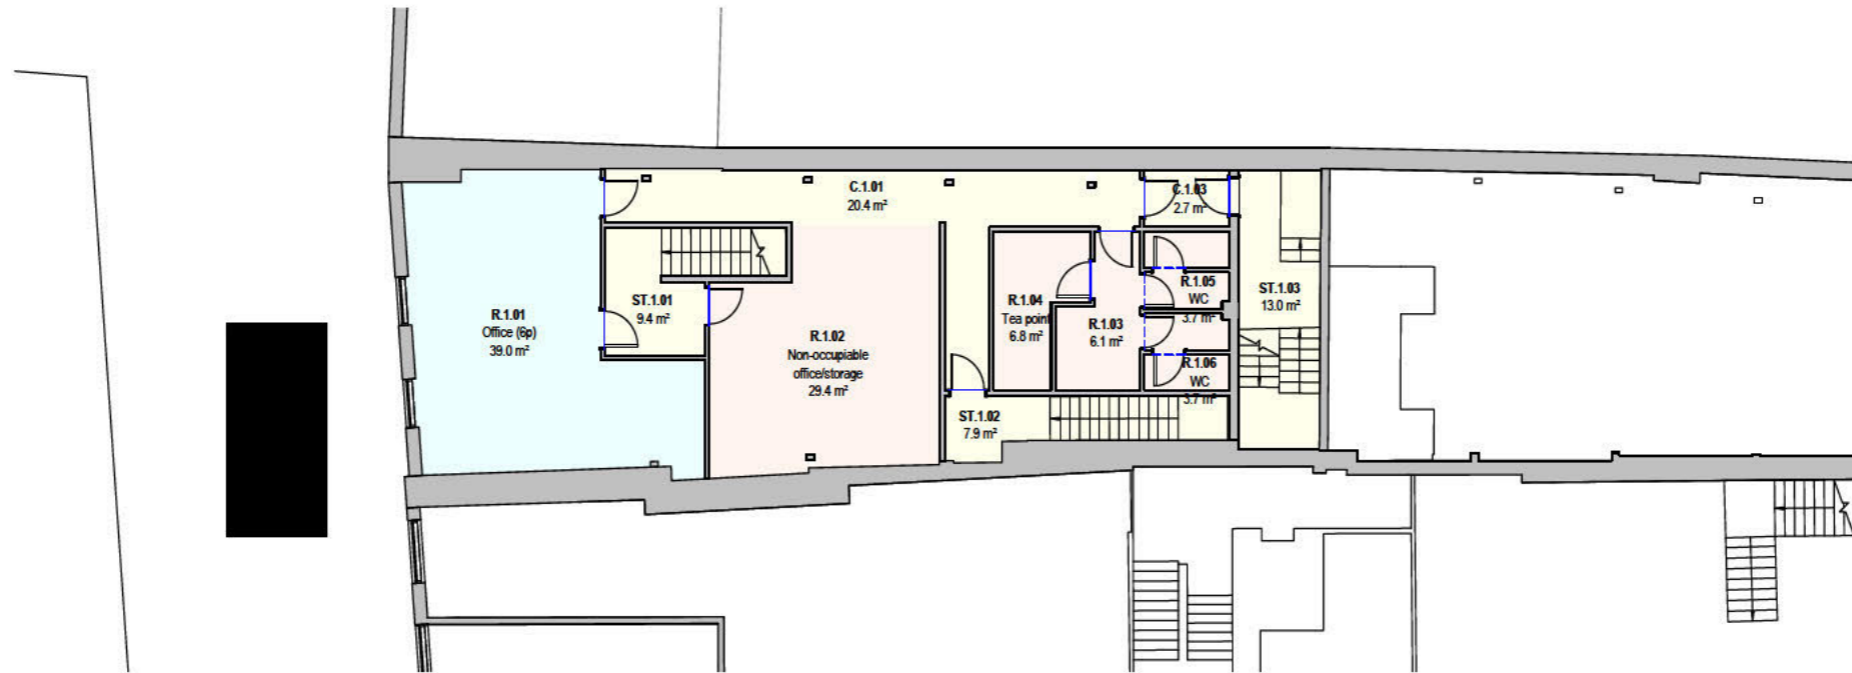 R.1.01
Office (6p)
39.0 m²
ST.1.01
9.4 m²
C.1.01
20.4 m²
R.1.02
Non-occupiable
office/storage
29.4 m²
ST.1.02
7.9 m²
R.1.04
Tea point
6.8 m²
R.1.03
6.1 m²
C.1.03
2.7 m²
R.1.05
WC
3.7 m²
R.1.06
WC
3.7 m²
ST.1.03
13.0 m²